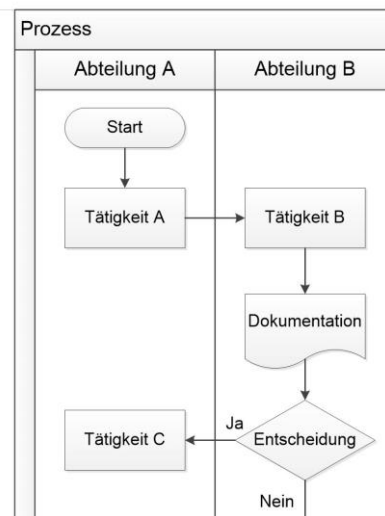 Prozess
Abteilung A
Abteilung B
Start
Tätigkeit A
Tätigkeit B
Dokumentation
Entscheidung
Ja
Tätigkeit C
Nein